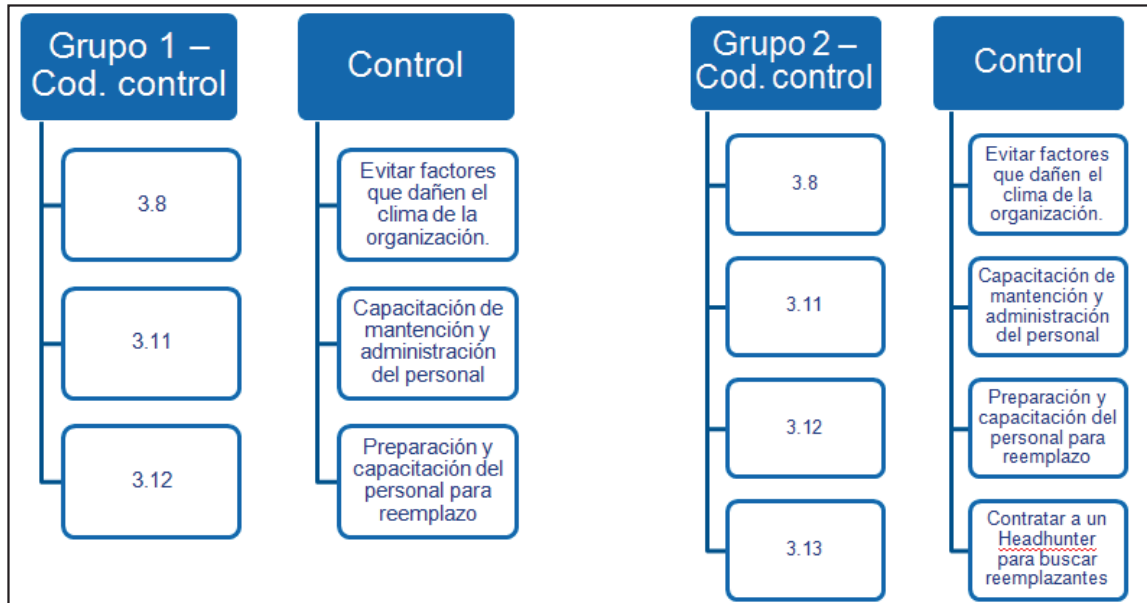 Grupo 1 –
Cod. control
3.8
3.11
3.12
Control
Evitar factores
que dañen el
clima de la
organización.
Capacitación de
mantención y
administración
del personal
Preparación y
capacitación del
personal para
reemplazo
Grupo 2 –
Cod. control
3.8
3.11
3.12
3.13
Control
Evitar factores
que dañen el
clima de la
organización.
Capacitación de
mantención y
administración
del personal
Preparación y
capacitación del
personal para
reemplazo
Contratar a un
Headhunter
para buscar
reemplazantes